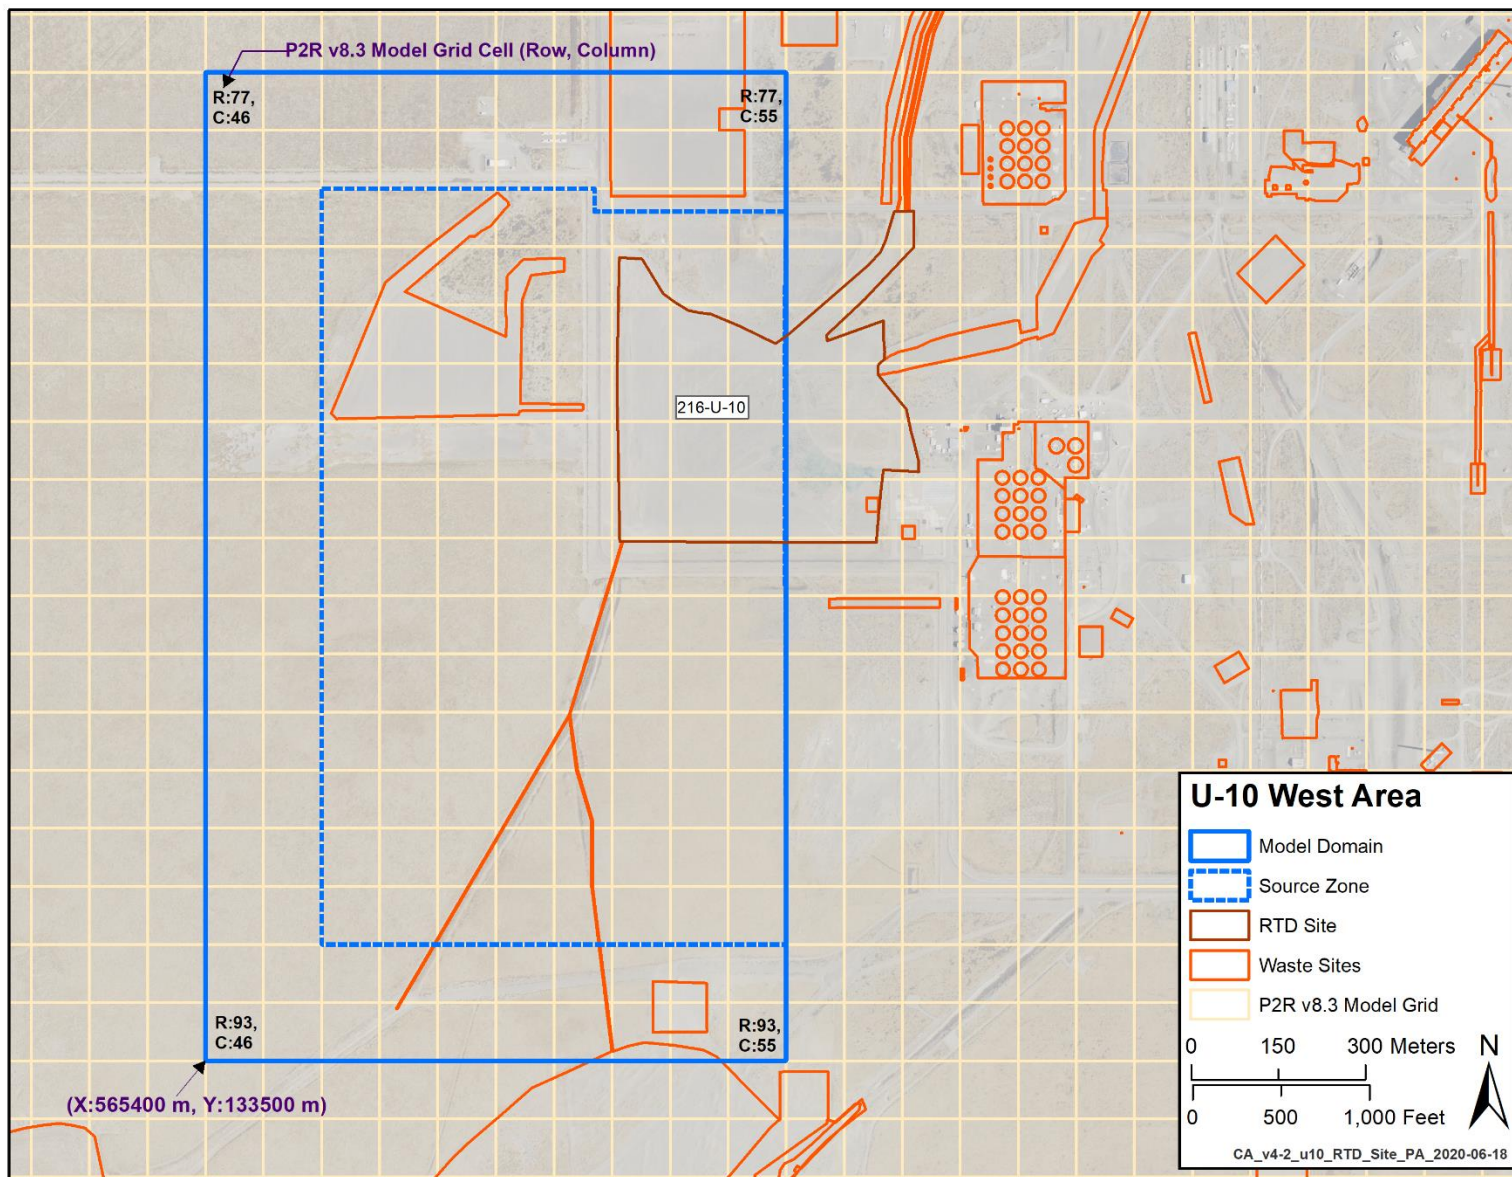 P2R v8.3 Model Grid Cell (Row, Column)
R:77,
C:46
R:77,
C:55
216-U-10
R:93,
C:46
R:93,
C:55
(X:565400 m, Y:133500 m)
U-10 West Area
Model Domain
Source Zone
RTD Site
Waste Sites
P2R v8.3 Model Grid
0 150 300 Meters
N
0 500 1,000 Feet
CA_v4-2_u10_RTD_Site_PA_2020-06-18